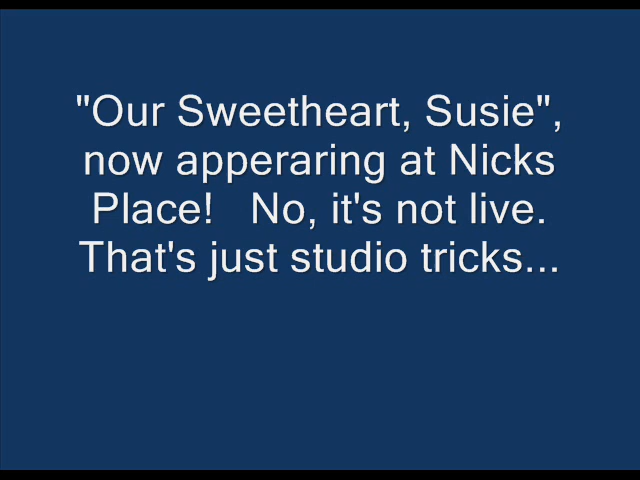 "Our Sweetheart, Susie",
now apperaring at Nicks
Place!   No, it's not live.
That's just studio tricks...